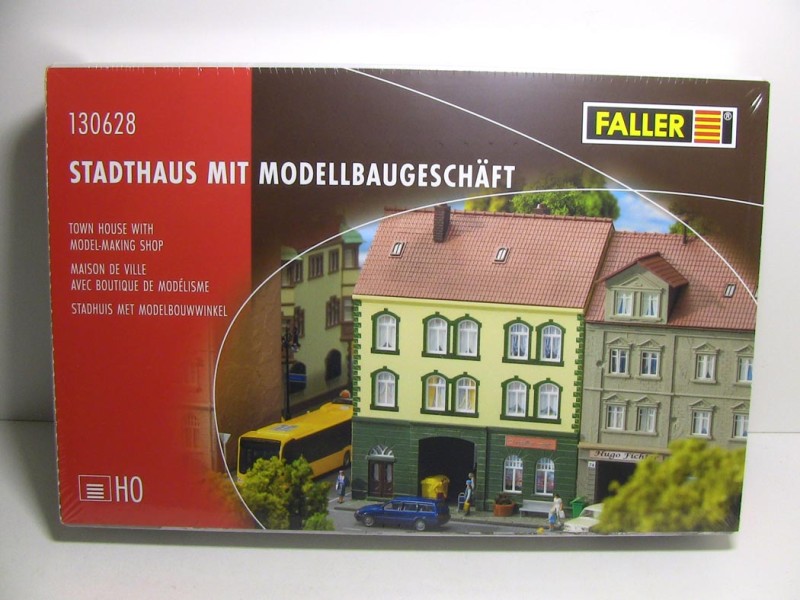 130628
FALLER
®
STADTHAUS MIT MODELLBAUGESCHÄFT
TOWN HOUSE WITH
MODEL-MAKING SHOP
MAISON DE VILLE
AVEC BOUTIQUE DE MODÉLISME
STADHUIS MET MODELBOUWWINKEL
Hugo
HO